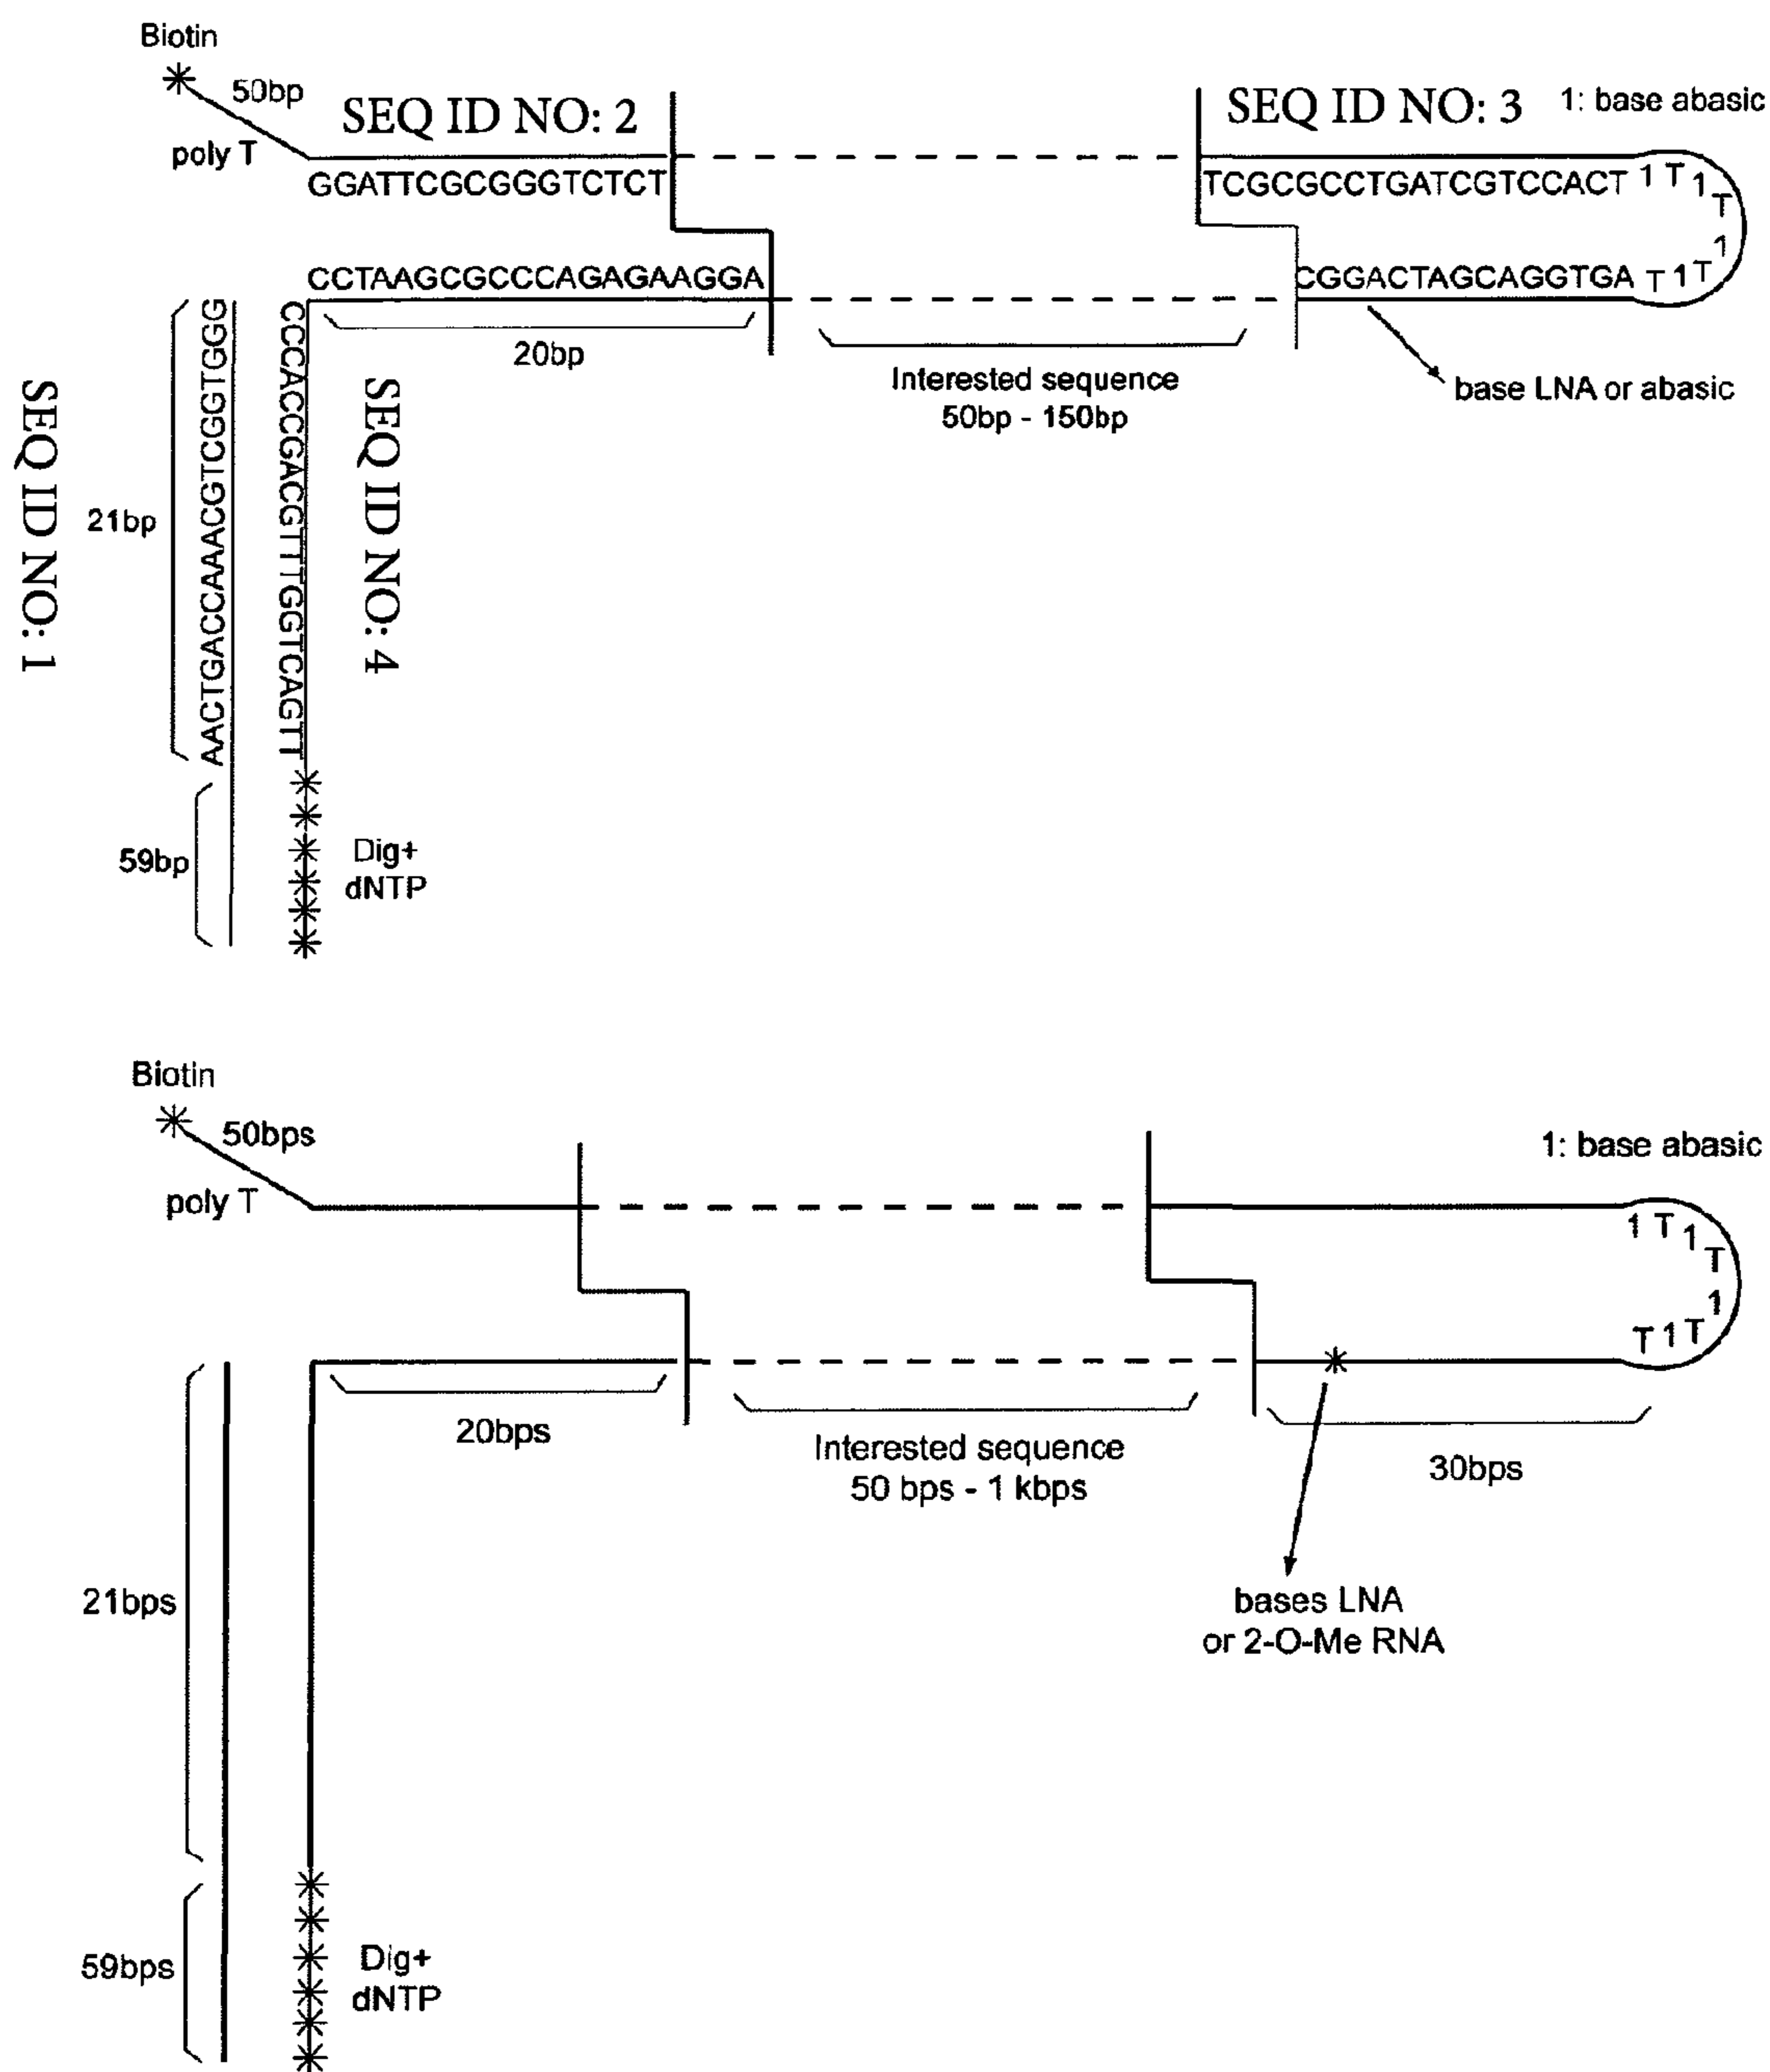 Biotin
50bp
poly T
SEQ ID NO: 2
SEQ ID NO: 3
1: base abasic
GGATTCGCGGGTCTCT
TCGCGCCTGATCGTCCACT
1 T 1 T 1 T 1 T
CCTAAGCGCCCAGAGAAGGA
CGGACTAGCAGGTGA
20bp
Interested sequence
50bp - 150bp
base LNA or abasic
SEQ ID NO: 1
21bp
AACTGACCAAACGTCGGTGGG
CCCACCGACGTTTGGTCAGTT
SEQ ID NO: 4
59bp
Dig+
dNTP
Biotin
50bps
poly T
1: base abasic
1 T 1 T 1 T 1 T
20bps
Interested sequence
50 bps - 1 kbps
30bps
bases LNA
or 2-O-Me RNA
21bps
59bps
Dig+
dNTP